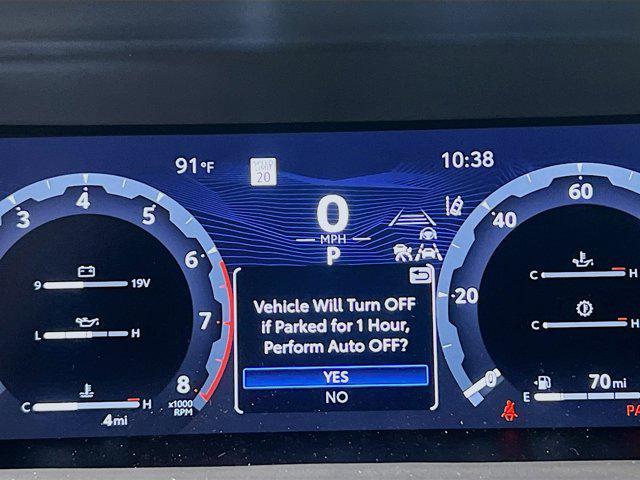 91°F
SPEED LIMIT
20
10:38
0
MPH
P
3
4
5
6
7
8
x1000
RPM
9
19V
L
H
C
H
4mi
Vehicle Will Turn OFF
if Parked for 1 Hour,
Perform Auto OFF?
YES
NO
60
40
20
0
C
H
C
H
70mi
E
PA